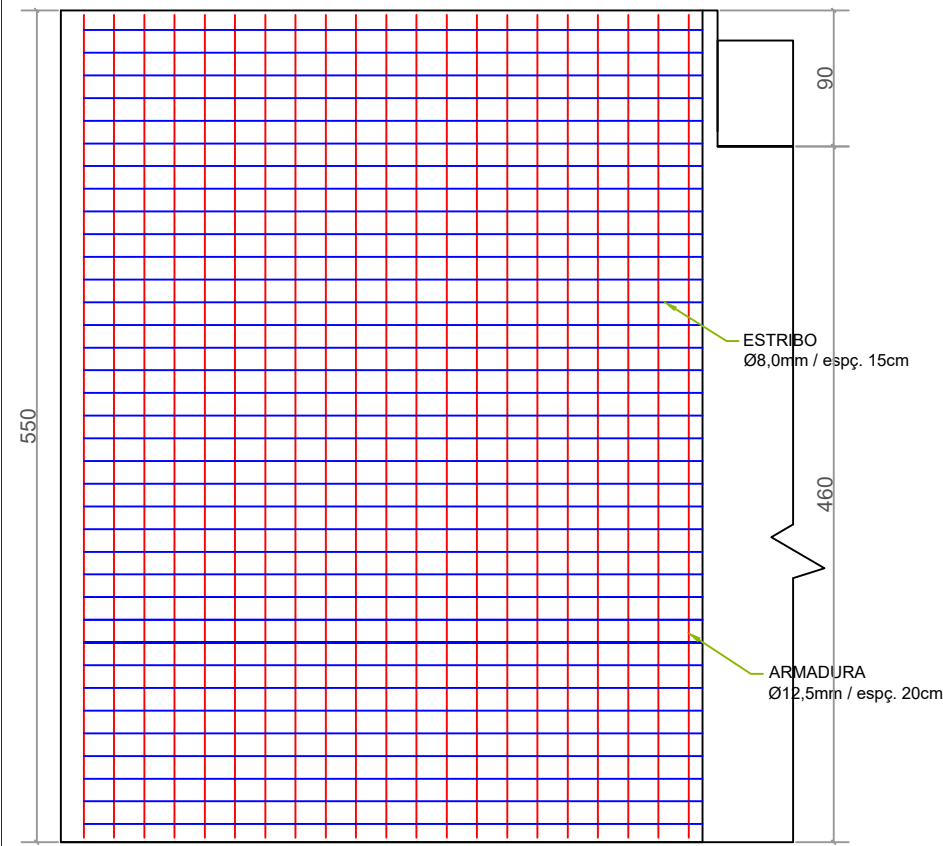 90
ESTRIBO
Ø8,0mm / espç. 15cm
550
460
ARMADURA
Ø12,5mm / espç. 20cm